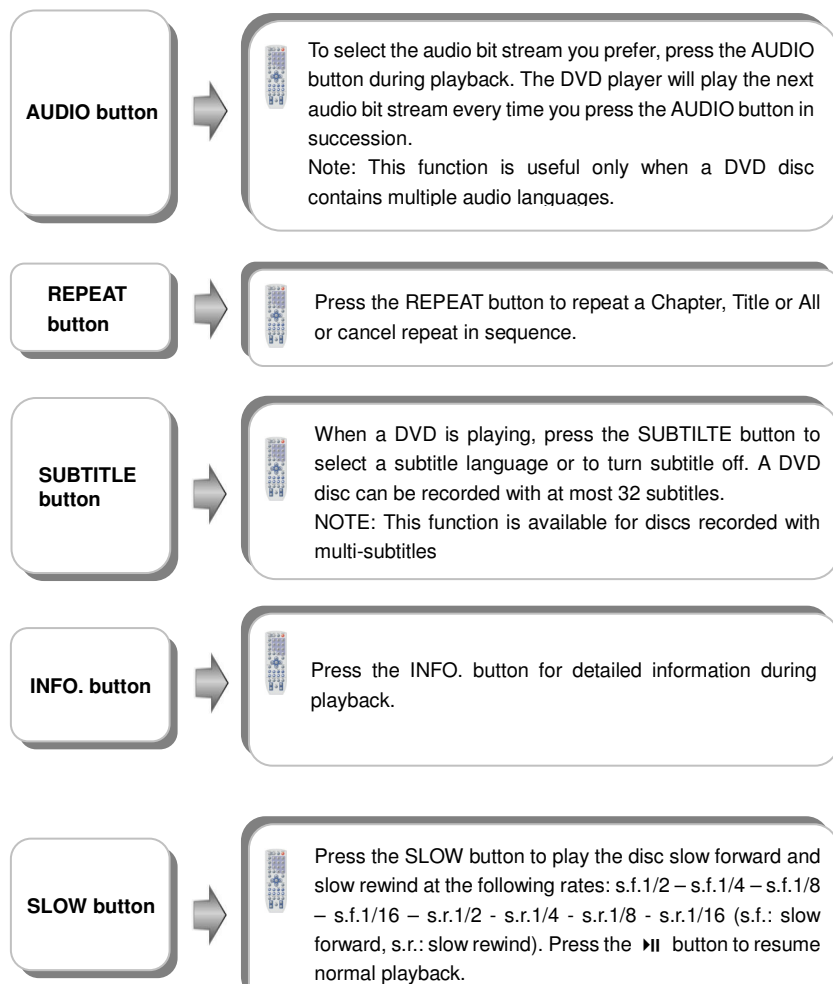 AUDIO button
To select the audio bit stream you prefer, press the AUDIO
button during playback. The DVD player will play the next
audio bit stream every time you press the AUDIO button in
succession.
Note: This function is useful only when a DVD disc
contains multiple audio languages.
REPEAT
button
Press the REPEAT button to repeat a Chapter, Title or All
or cancel repeat in sequence.
SUBTITLE
button
When a DVD is playing, press the SUBTILTE button to
select a subtitle language or to turn subtitle off. A DVD
disc can be recorded with at most 32 subtitles.
NOTE: This function is available for discs recorded with
multi-subtitles
INFO. button
Press the INFO. button for detailed information during
playback.
SLOW button
Press the SLOW button to play the disc slow forward and
slow rewind at the following rates: s.f.1/2 – s.f.1/4 – s.f.1/8
– s.f.1/16 – s.r.1/2 - s.r.1/4 - s.r.1/8 - s.r.1/16 (s.f.: slow
forward, s.r.: slow rewind). Press the ⏯ button to resume
normal playback.